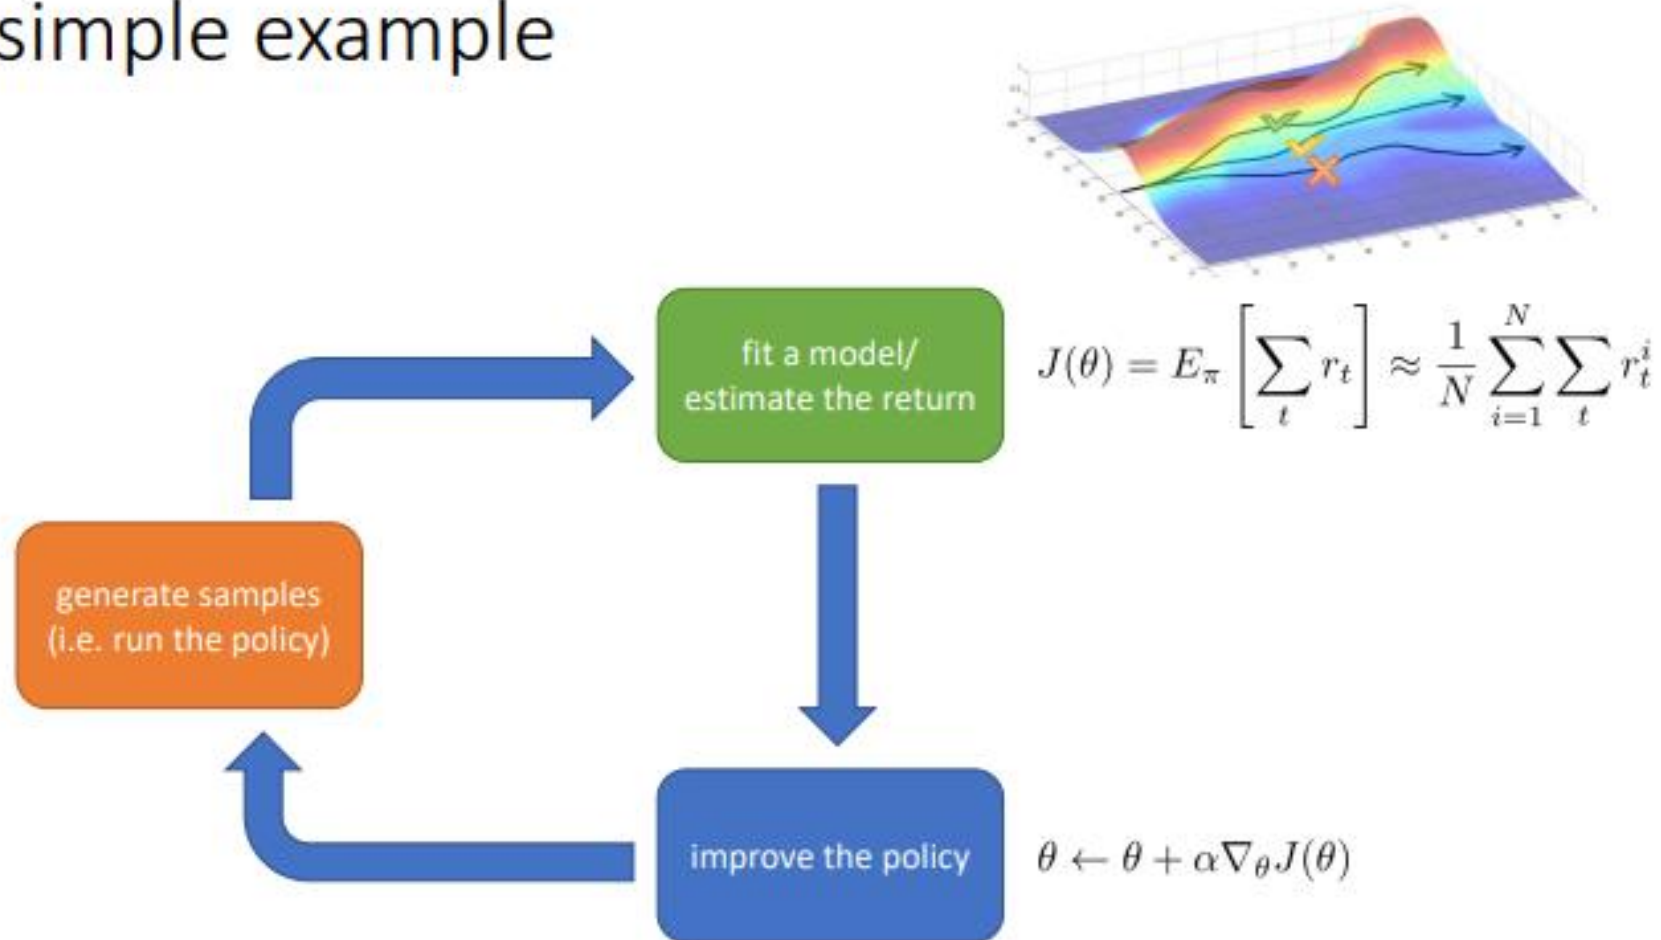 simple example
fit a model/
estimate the return
J(θ) = E_π [∑_t r_t] ≈ 1/N ∑_{i=1}^{N} ∑_t r_t^i
generate samples
(i.e. run the policy)
improve the policy
θ ← θ + α∇_θ J(θ)